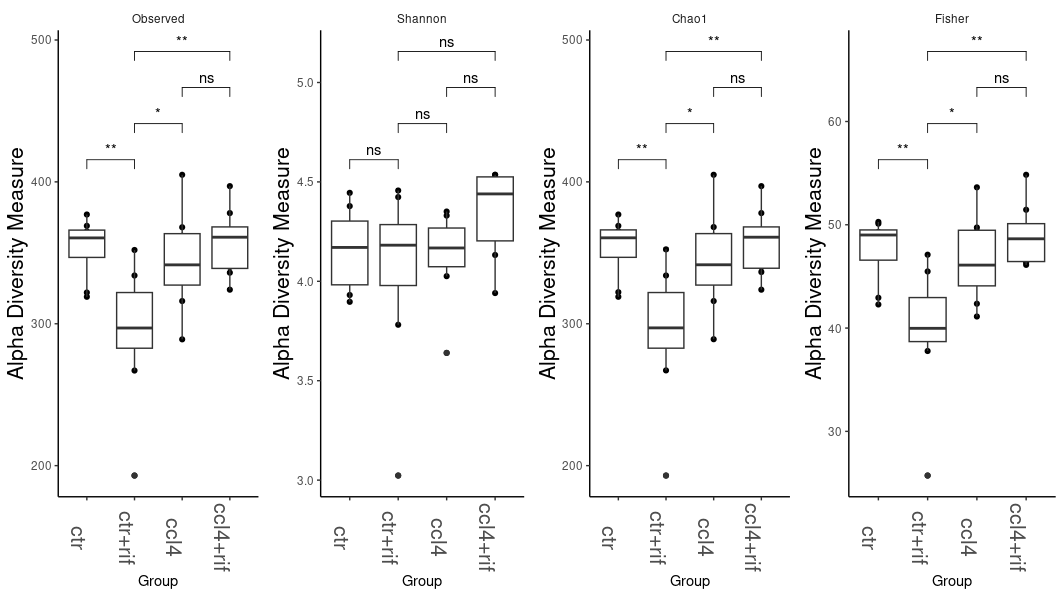 Observed
Shannon
Chao1
Fisher
Alpha Diversity Measure
500
400
300
200
**
ns
*
**
ctr
ctr+rif
ccl4
ccl4+rif
Group
Alpha Diversity Measure
5.0
4.5
4.0
3.5
3.0
ns
ns
ns
ns
ctr
ctr+rif
ccl4
ccl4+rif
Group
Alpha Diversity Measure
500
400
300
200
**
ns
*
**
ctr
ctr+rif
ccl4
ccl4+rif
Group
Alpha Diversity Measure
60
50
40
30
**
ns
*
**
ctr
ctr+rif
ccl4
ccl4+rif
Group